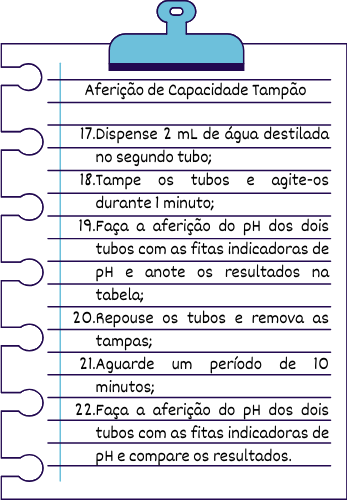 Aferição de Capacidade Tampão
17.Dispense 2 mL de água destilada
no segundo tubo;
18.Tampe os tubos e agite-os
durante 1 minuto;
19.Faça a aferição do pH dos dois
tubos com as fitas indicadoras de
pH e anote os resultados na
tabela;
20.Repouse os tubos e remova as
tampas;
21.Aguarde um período de 10
minutos;
22.Faça a aferição do pH dos dois
tubos com as fitas indicadoras de
pH e compare os resultados.